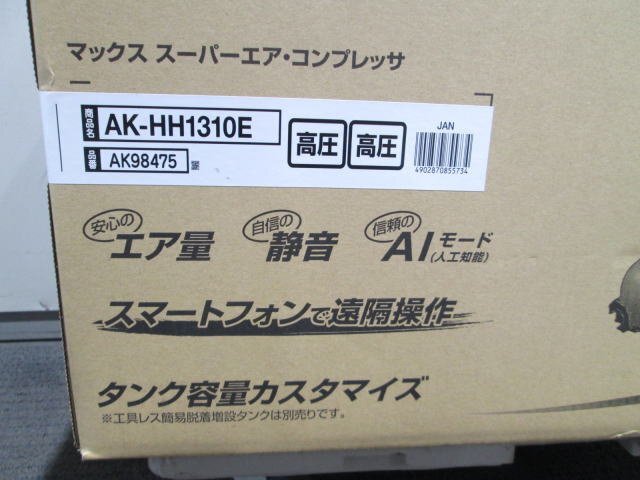 マックス スーパーエア・コンプレッサ
商品名 AK-HH1310E
高圧 高圧
JAN
品番 AK98475
4902870855734
安心の エア量 自信の 静音 信頼の AIモード(人工知能)
スマートフォンで遠隔操作
タンク容量カスタマイズ
※工具レス簡易脱着増設タンクは別売りです。